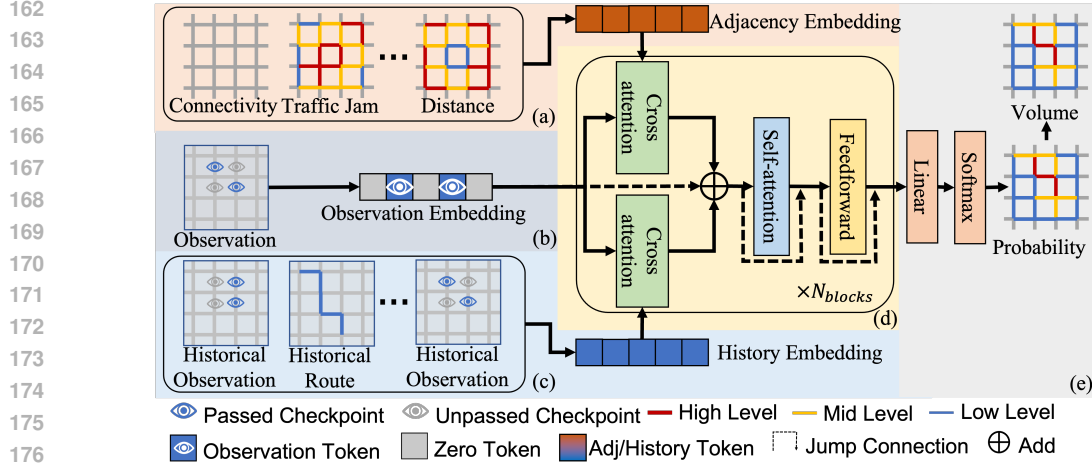 162
163
164
165
166
167
168
169
170
171
172
173
174
175
176
Connectivity
Traffic Jam
...
Distance
(a)
Adjacency Embedding
Observation
Observation Embedding
(b)
Historical
Observation
Historical
Route
...
Historical
Observation
(c)
History Embedding
Cross
attention
Cross
attention
Self-attention
Feedforward
×N_blocks
(d)
Linear
Softmax
Volume
Probability
(e)
Passed Checkpoint
Unpassed Checkpoint
High Level
Mid Level
Low Level
Observation Token
Zero Token
Adj/History Token
Jump Connection
Add